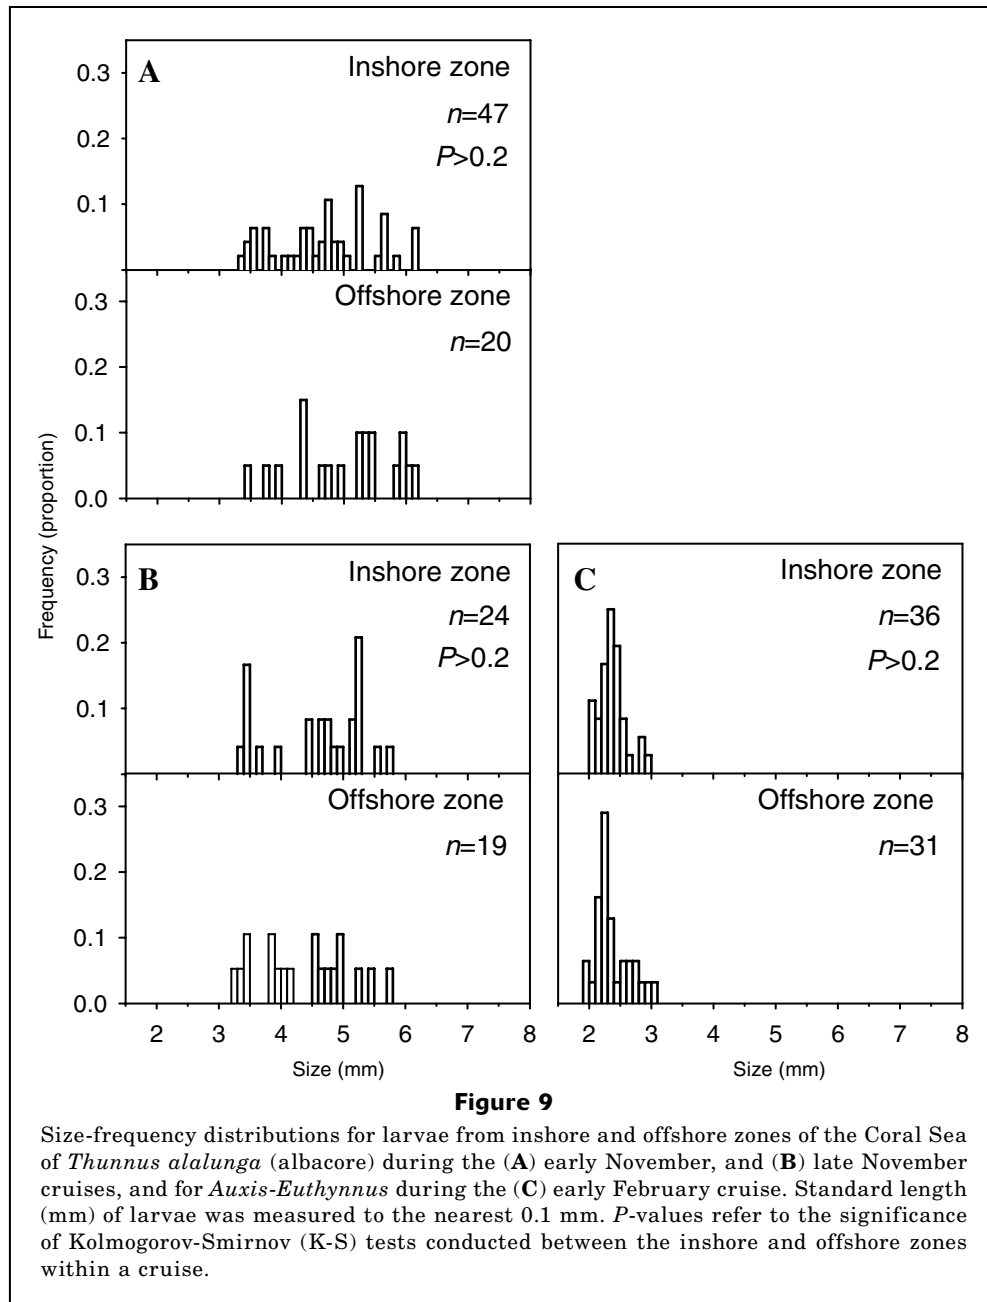 A
Inshore zone
n=47
P>0.2
0.3
0.2
0.1
Offshore zone
n=20
0.3
0.2
0.1
0.0
Frequency (proportion)
B
Inshore zone
n=24
P>0.2
0.3
0.2
0.1
Offshore zone
n=19
0.3
0.2
0.1
0.0
2 3 4 5 6 7 8
Size (mm)
C
Inshore zone
n=36
P>0.2
Offshore zone
n=31
2 3 4 5 6 7 8
Size (mm)
Figure 9
Size-frequency distributions for larvae from inshore and offshore zones of the Coral Sea
of Thunnus alalunga (albacore) during the (A) early November, and (B) late November
cruises, and for Auxis-Euthynnus during the (C) early February cruise. Standard length
(mm) of larvae was measured to the nearest 0.1 mm. P-values refer to the significance
of Kolmogorov-Smirnov (K-S) tests conducted between the inshore and offshore zones
within a cruise.